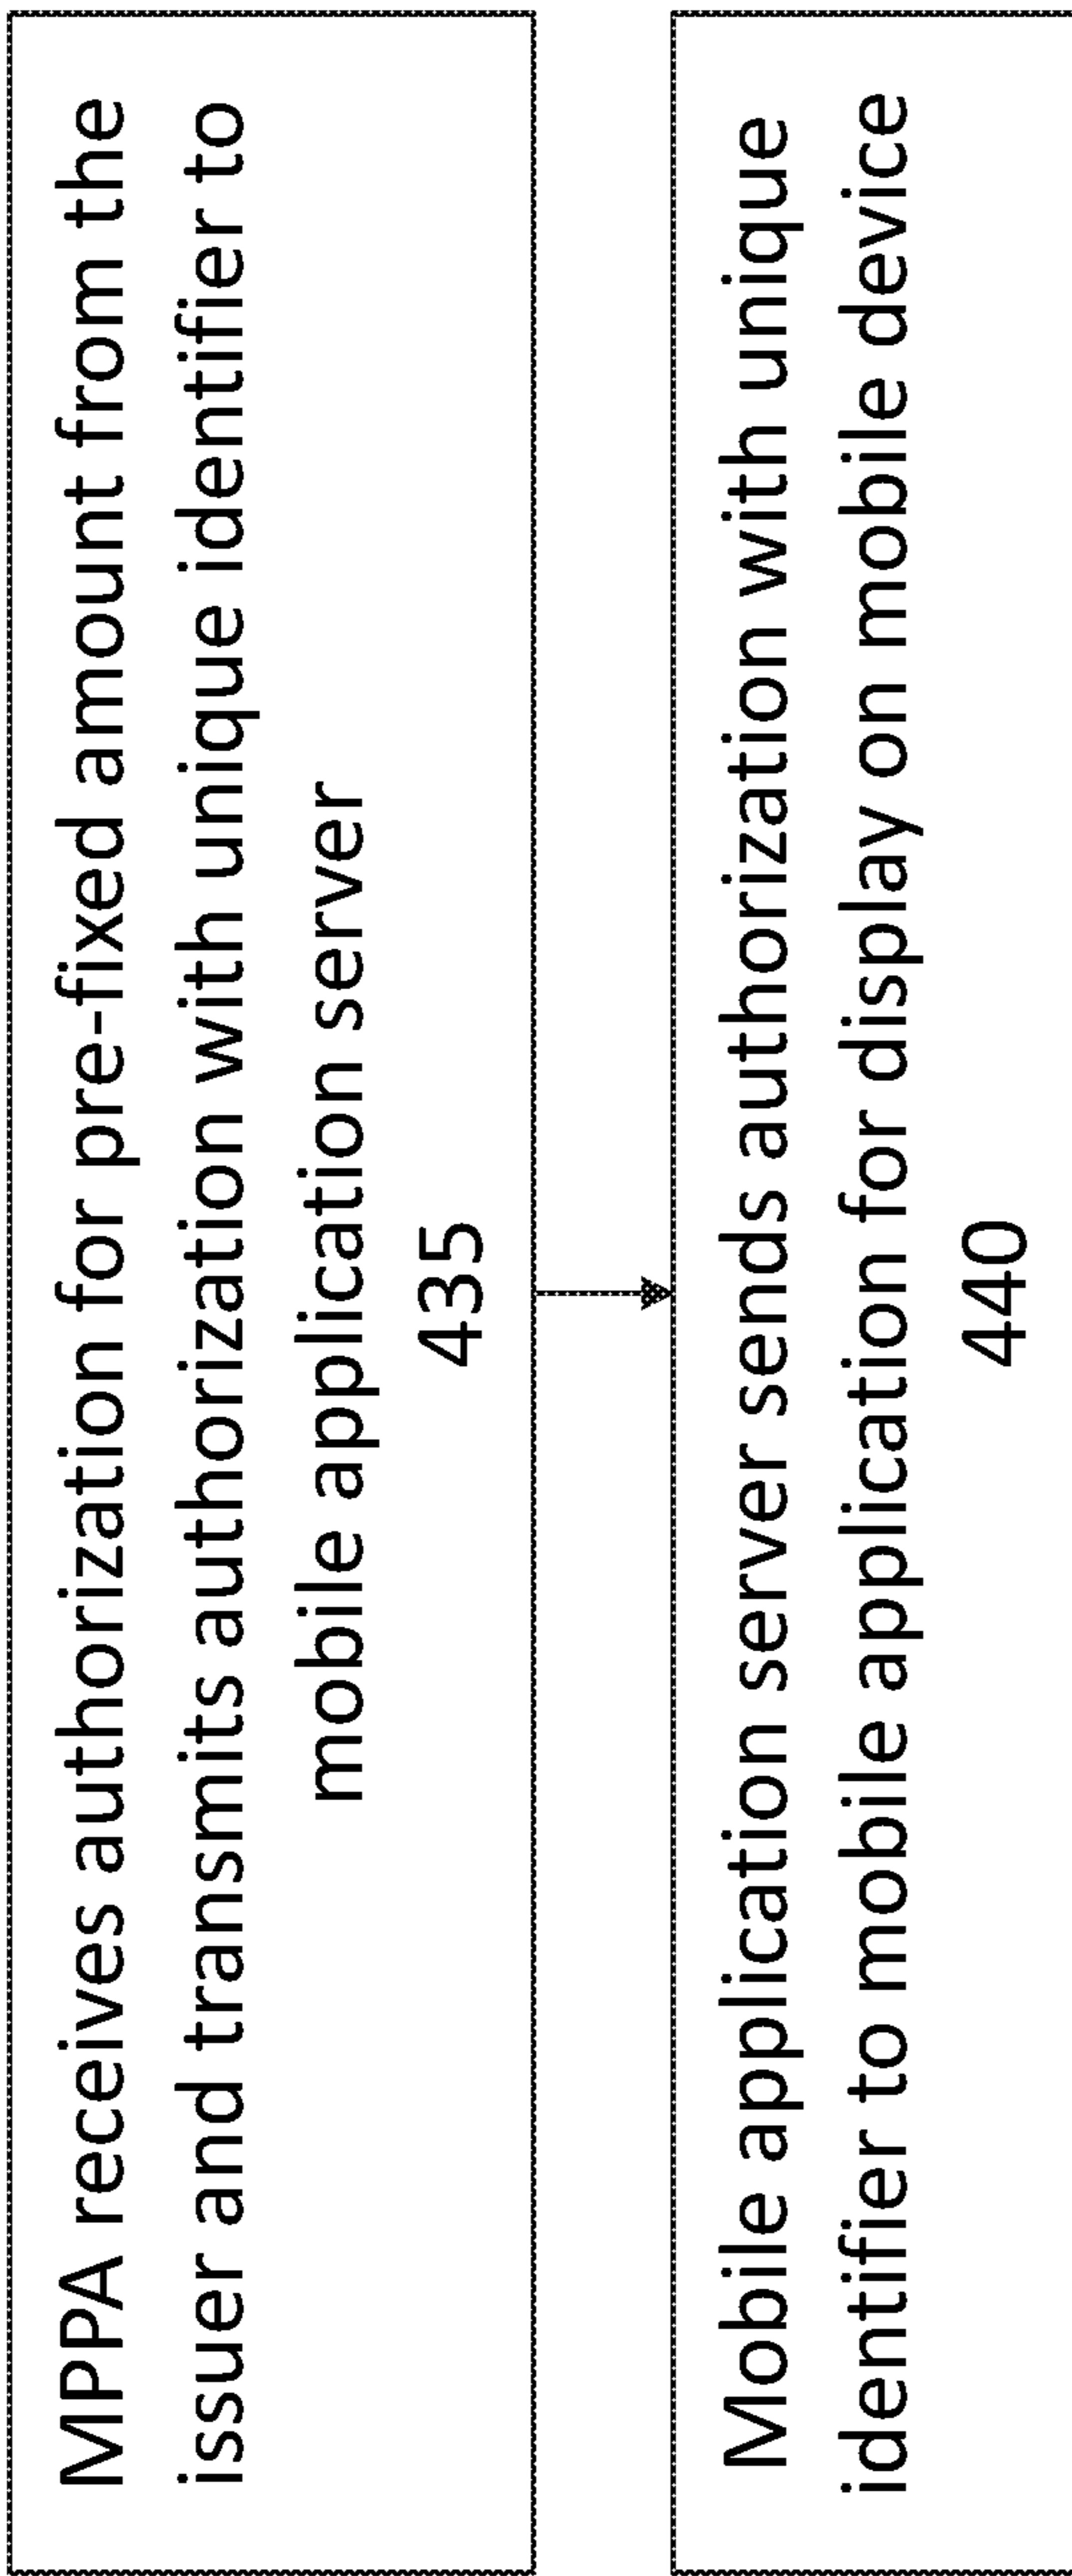 MPPA receives authorization for pre-fixed amount from the
issuer and transmits authorization with unique identifier to
mobile application server
435
Mobile application server sends authorization with unique
identifier to mobile application for display on mobile device
440